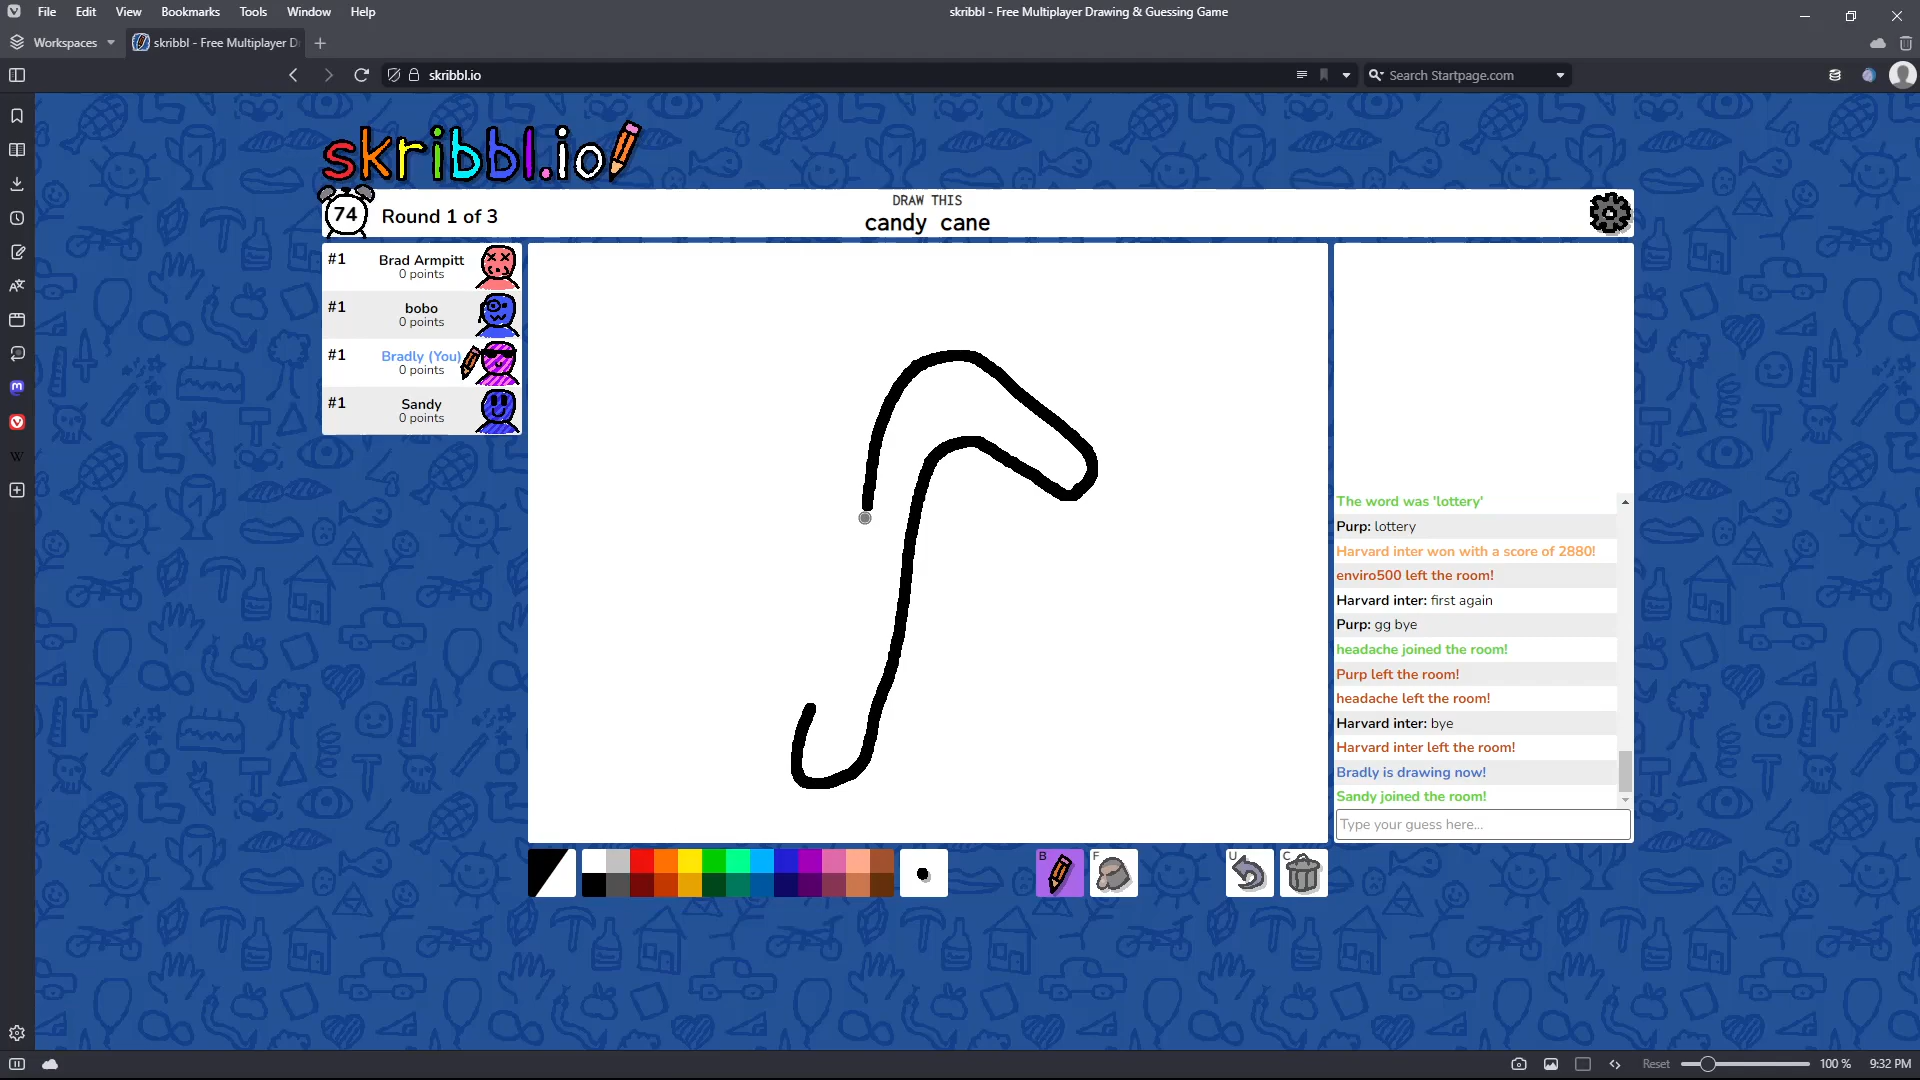 File Edit View Bookmarks Tools Window Help
skribbl - Free Multiplayer Drawing & Guessing Game
Workspaces
skribbl - Free Multiplayer D
skribbl.io
Search Startpage.com
skribbl.io
74
Round 1 of 3
DRAW THIS
candy cane
#1
Brad Armpitt
0 points
#1
bobo
0 points
#1
Bradly (You)
0 points
#1
Sandy
0 points
The word was 'lottery'
Purp: lottery
Harvard inter won with a score of 2880!
enviro500 left the room!
Harvard inter: first again
Purp: gg bye
headache joined the room!
Purp left the room!
headache left the room!
Harvard inter: bye
Harvard inter left the room!
Bradly is drawing now!
Sandy joined the room!
Type your guess here...
B
F
U
C
Reset
100 %
9:32 PM